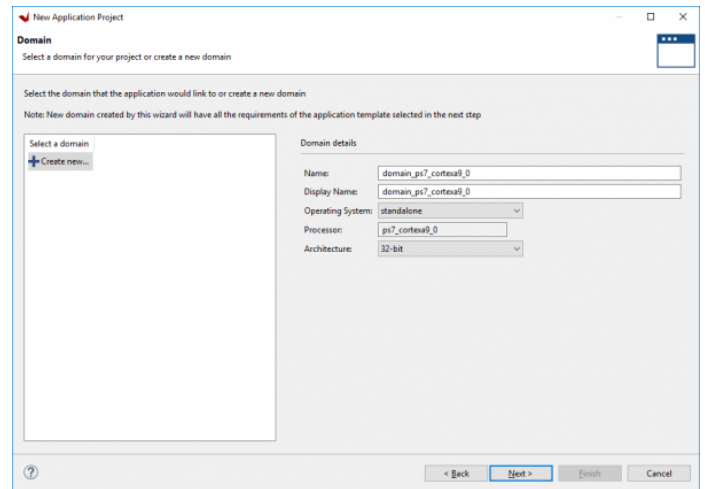 New Application Project
Domain
Select a domain for your project or create a new domain
Select the domain that the application would link to or create a new domain
Note: New domain created by this wizard will have all the requirements of the application template selected in the next step
Select a domain
Create new...
Domain details
Name: domain_ps7_cortexa9_0
Display Name: domain_ps7_cortexa9_0
Operating System: standalone
Processor: ps7_cortexa9_0
Architecture: 32-bit
?
< Back Next > Finish Cancel